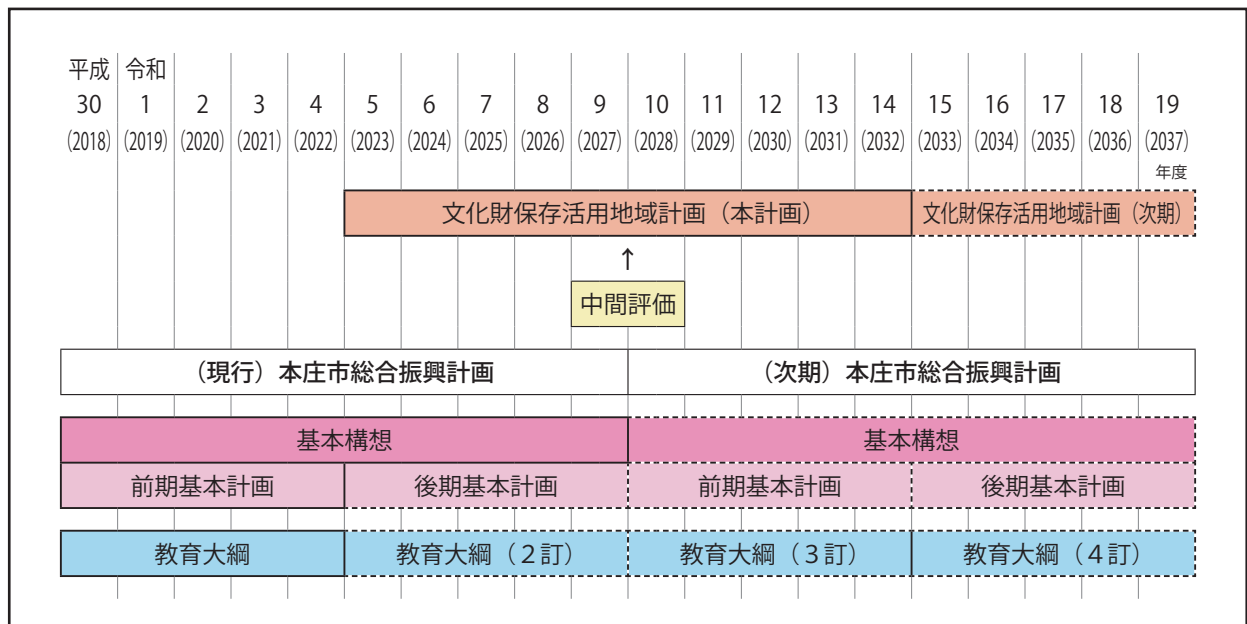 平成 令和
30 1 2 3 4 5 6 7 8 9 10 11 12 13 14 15 16 17 18 19
(2018) (2019) (2020) (2021) (2022) (2023) (2024) (2025) (2026) (2027) (2028) (2029) (2030) (2031) (2032) (2033) (2034) (2035) (2036) (2037)
年度
文化財保存活用地域計画（本計画） 文化財保存活用地域計画（次期）
↑
中間評価
（現行）本庄市総合振興計画 （次期）本庄市総合振興計画
基本構想 基本構想
前期基本計画 後期基本計画 前期基本計画 後期基本計画
教育大綱 教育大綱（２訂） 教育大綱（３訂） 教育大綱（４訂）